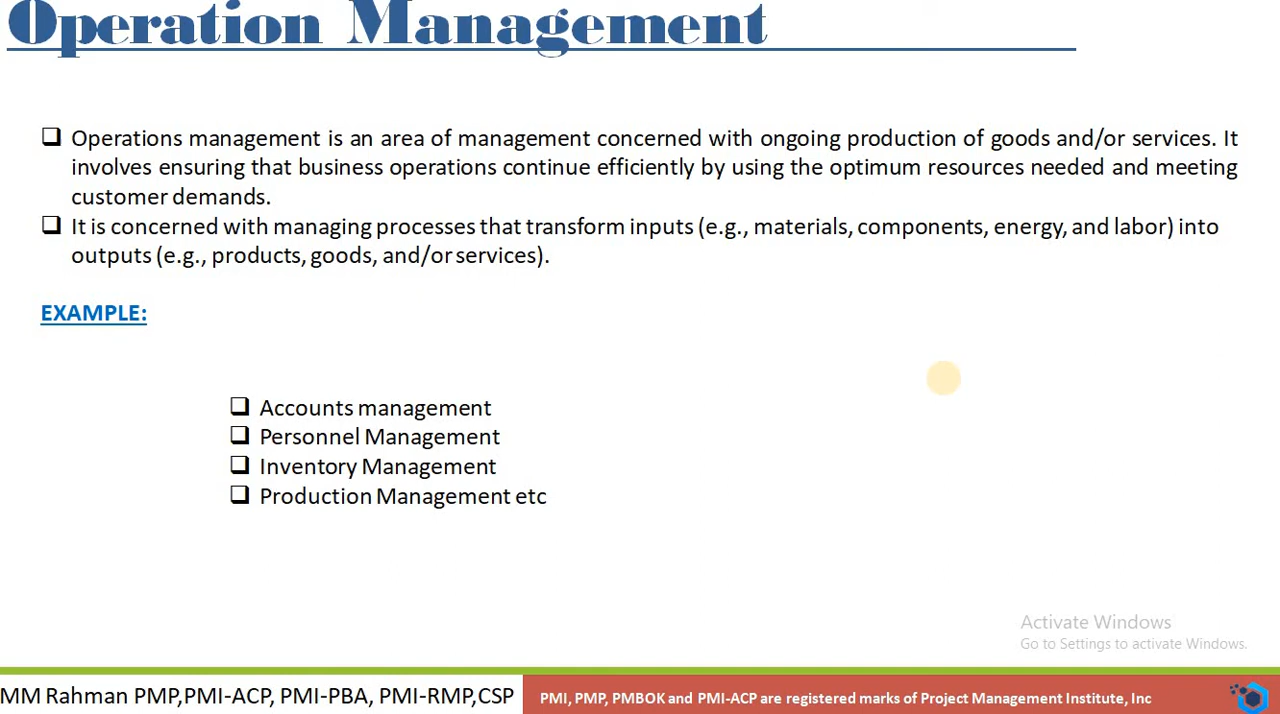 Operation Management
❑ Operations management is an area of management concerned with ongoing production of goods and/or services. It
involves ensuring that business operations continue efficiently by using the optimum resources needed and meeting
customer demands.
❑ It is concerned with managing processes that transform inputs (e.g., materials, components, energy, and labor) into
outputs (e.g., products, goods, and/or services).
EXAMPLE:
❑ Accounts management
❑ Personnel Management
❑ Inventory Management
❑ Production Management etc
Activate Windows
Go to Settings to activate Windows.
MM Rahman PMP,PMI-ACP, PMI-PBA, PMI-RMP,CSP
PMI, PMP, PMBOK and PMI-ACP are registered marks of Project Management Institute, Inc